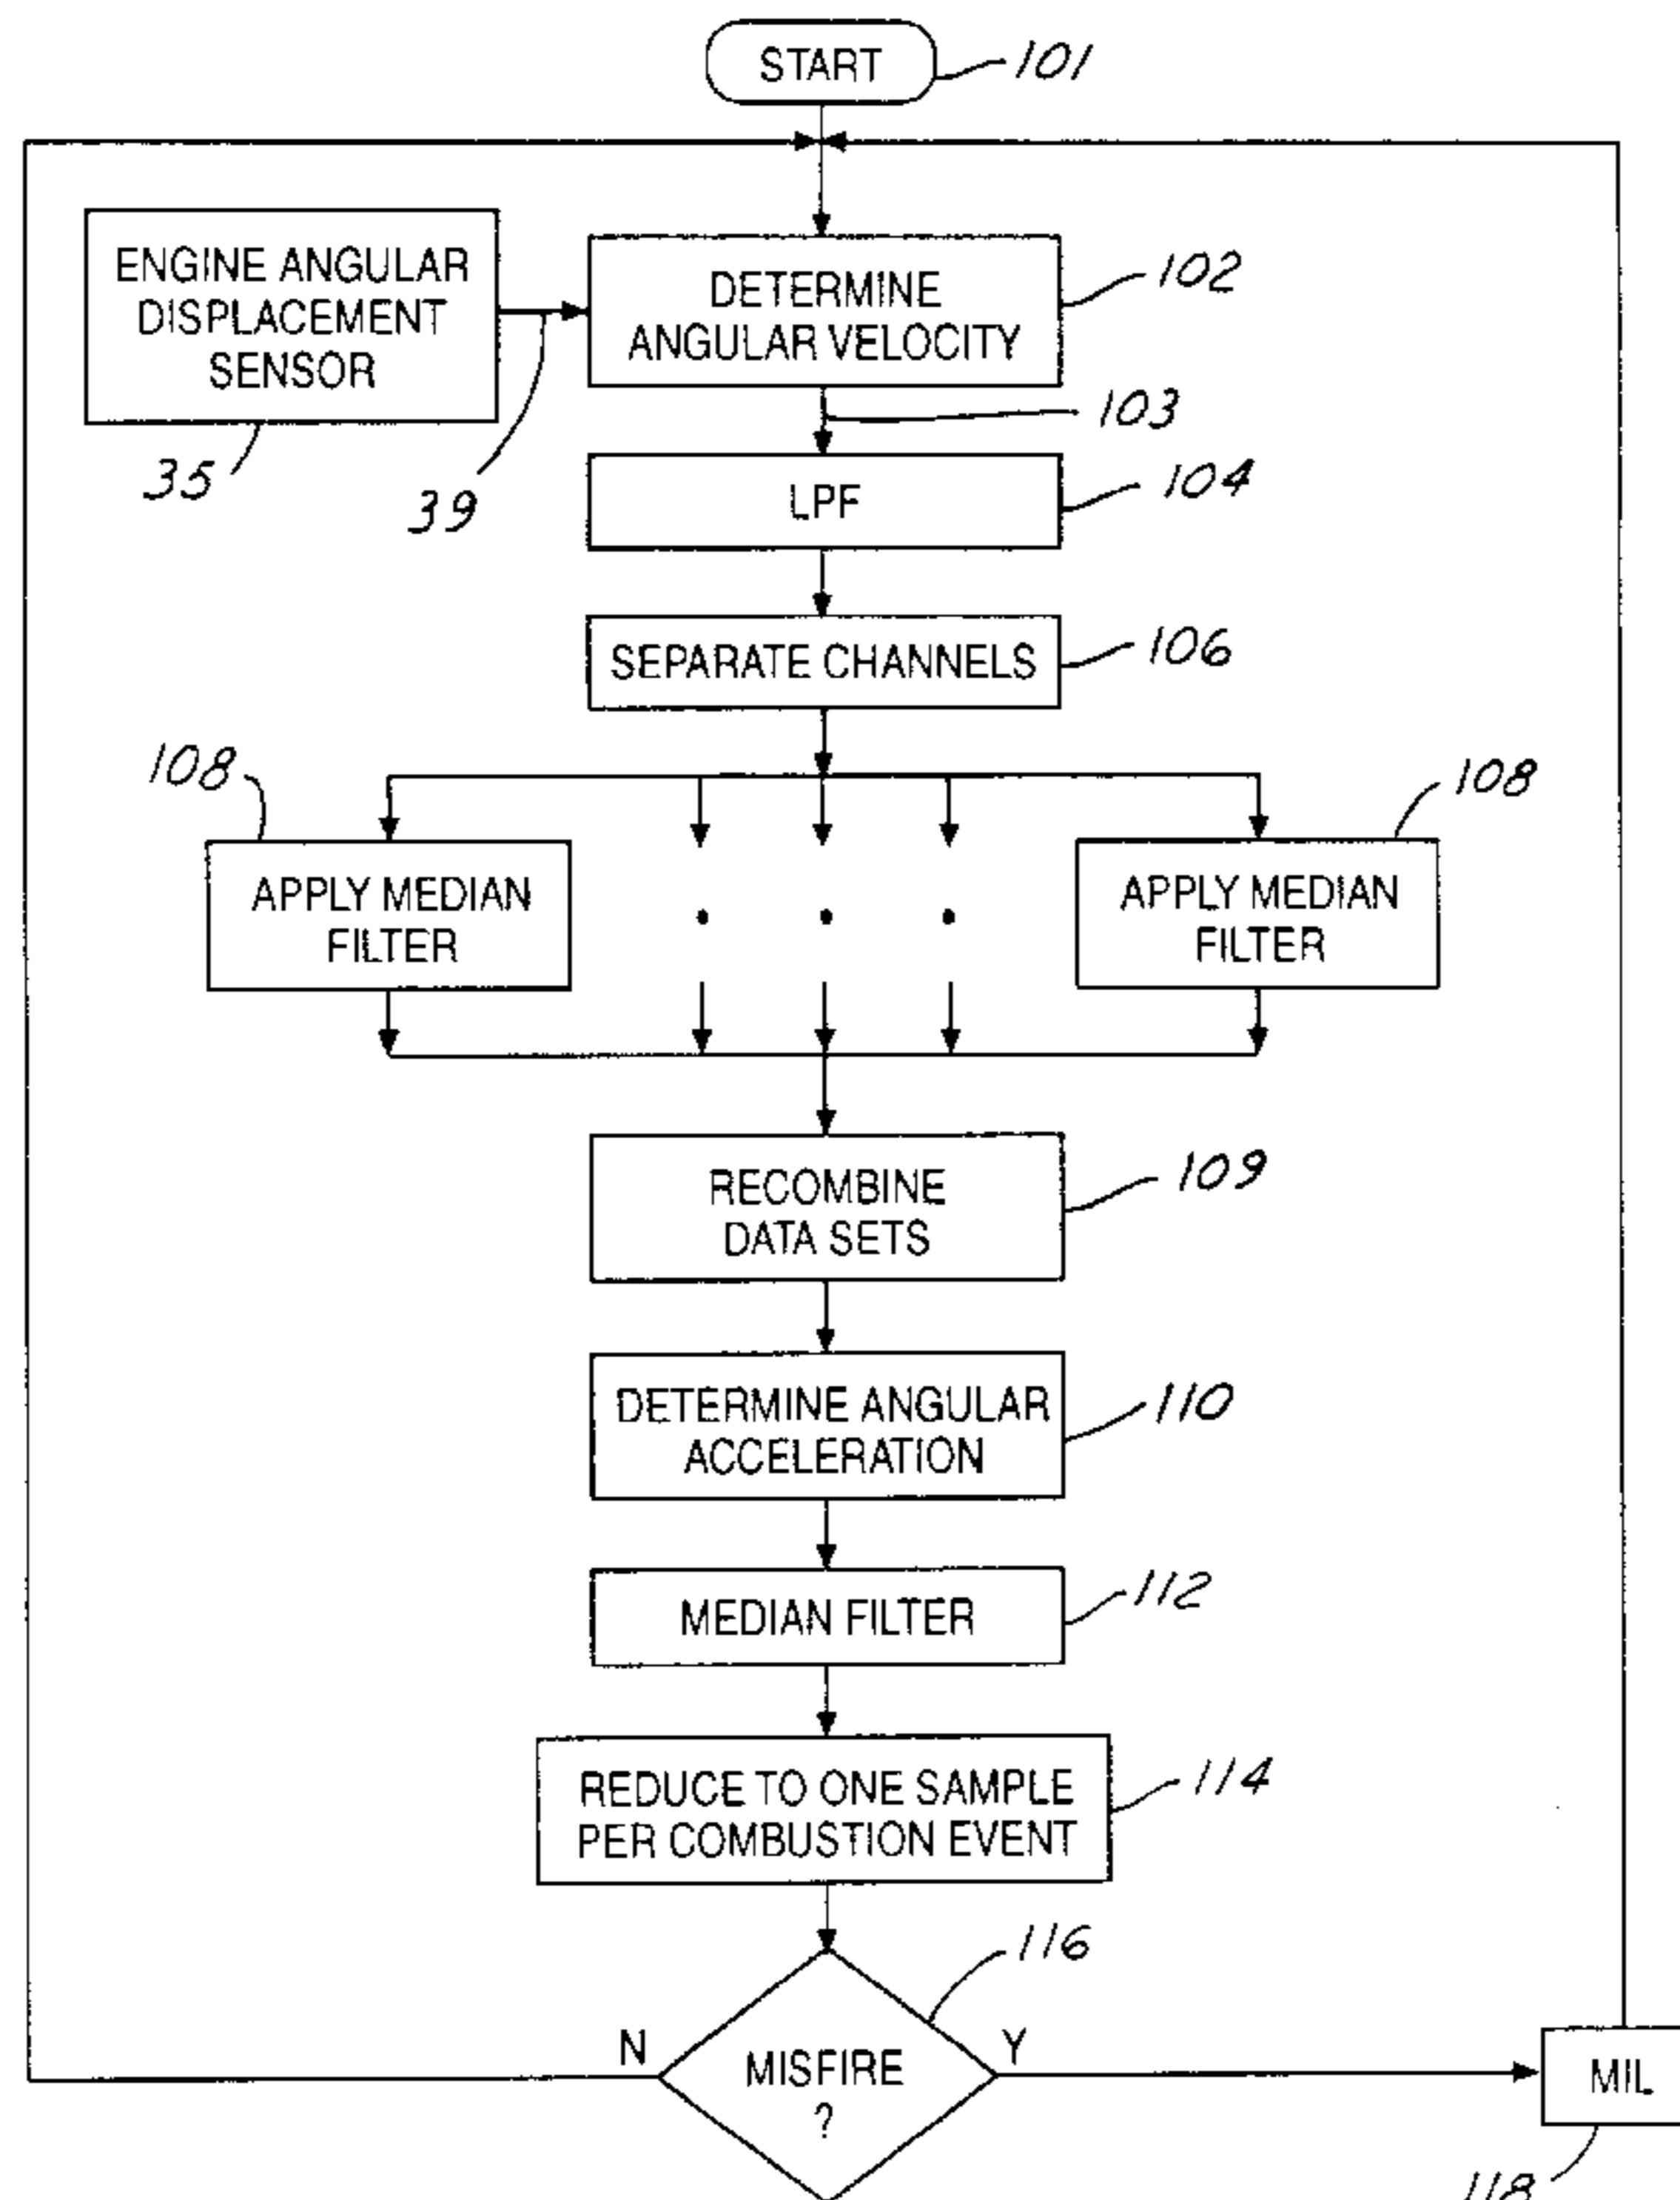 START
101
ENGINE ANGULAR
DISPLACEMENT
SENSOR
35
39
DETERMINE
ANGULAR VELOCITY
102
103
LPF
104
SEPARATE CHANNELS
106
108
APPLY MEDIAN
FILTER
108
APPLY MEDIAN
FILTER
RECOMBINE
DATA SETS
109
DETERMINE ANGULAR
ACCELERATION
110
MEDIAN FILTER
112
REDUCE TO ONE SAMPLE
PER COMBUSTION EVENT
114
116
N
MISFIRE
?
Y
MIL
118